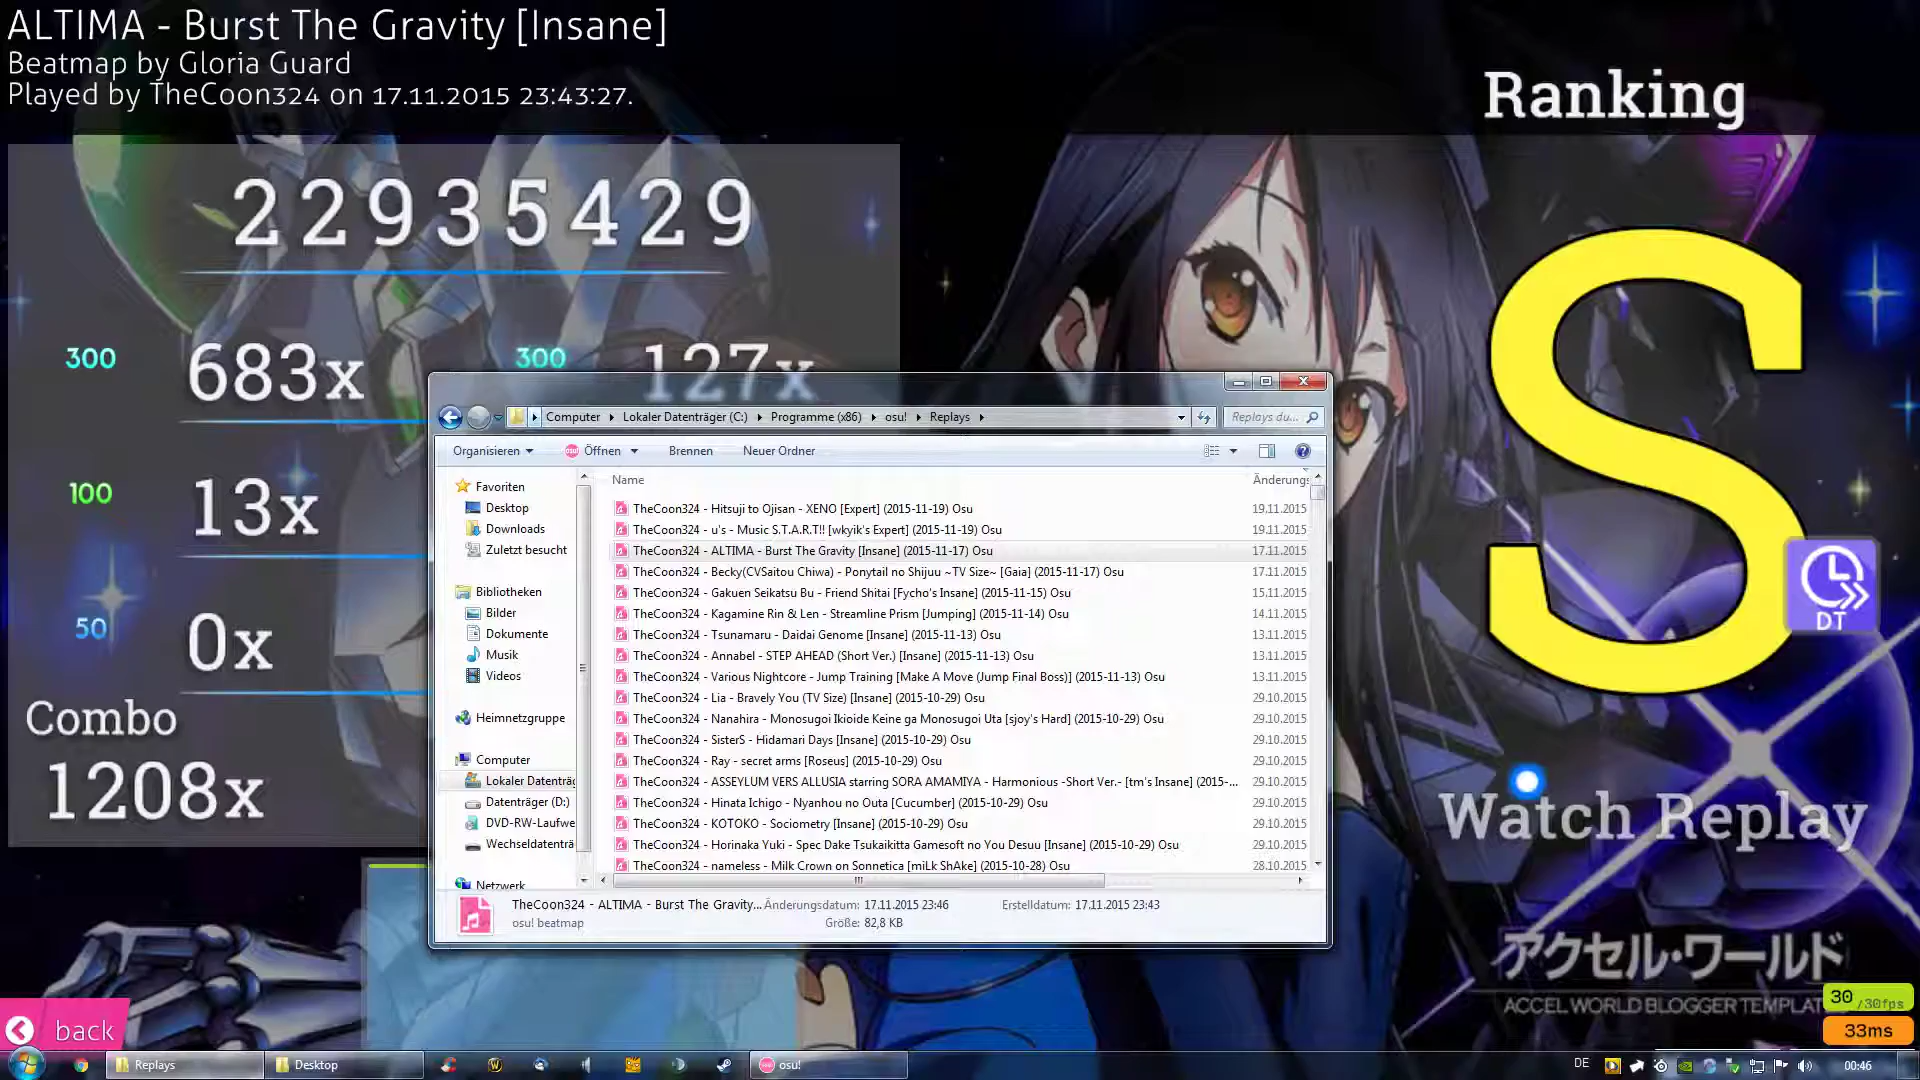 ALTIMA - Burst The Gravity [Insane]
Beatmap by Gloria Guard
Played by TheCoon324 on 17.11.2015 23:43:27.
Ranking
22935429
300 683x 300 127x
100 13x
50 0x
Combo
1208x
S
DT
Watch Replay
アクセル・ワールド
ACCEL WORLD BLOGGER TEMPLAT
30/30fps
33ms
back
Computer Lokaler Datenträger (C:) Programme (x86) osu! Replays
Replays du...
Organisieren Öffnen Brennen Neuer Ordner
Name Änderungs
Favoriten
Desktop
Downloads
Zuletzt besucht
Bibliotheken
Bilder
Dokumente
Musik
Videos
Heimnetzgruppe
Computer
Lokaler Datenträg
Datenträger (D:)
DVD-RW-Laufwe
Wechseldatenträ
Netzwerk
TheCoon324 - Hitsuji to Ojisan - XENO [Expert] (2015-11-19) Osu 19.11.2015
TheCoon324 - u's - Music S.T.A.R.T!! [wkyik's Expert] (2015-11-19) Osu 19.11.2015
TheCoon324 - ALTIMA - Burst The Gravity [Insane] (2015-11-17) Osu 17.11.2015
TheCoon324 - Becky(CVSaitou Chiwa) - Ponytail no Shijuu ~TV Size~ [Gaia] (2015-11-17) Osu 17.11.2015
TheCoon324 - Gakuen Seikatsu Bu - Friend Shitai [Fycho's Insane] (2015-11-15) Osu 15.11.2015
TheCoon324 - Kagamine Rin & Len - Streamline Prism [Jumping] (2015-11-14) Osu 14.11.2015
TheCoon324 - Tsunamaru - Daidai Genome [Insane] (2015-11-13) Osu 13.11.2015
TheCoon324 - Annabel - STEP AHEAD (Short Ver.) [Insane] (2015-11-13) Osu 13.11.2015
TheCoon324 - Various Nightcore - Jump Training [Make A Move (Jump Final Boss)] (2015-11-13) Osu 13.11.2015
TheCoon324 - Lia - Bravely You (TV Size) [Insane] (2015-10-29) Osu 29.10.2015
TheCoon324 - Nanahira - Monosugoi Ikioide Keine ga Monosugoi Uta [sjoy's Hard] (2015-10-29) Osu 29.10.2015
TheCoon324 - SisterS - Hidamari Days [Insane] (2015-10-29) Osu 29.10.2015
TheCoon324 - Ray - secret arms [Roseus] (2015-10-29) Osu 29.10.2015
TheCoon324 - ASSEYLUM VERS ALLUSIA starring SORA AMAMIYA - Harmonious -Short Ver.- [tm's Insane] (2015-... 29.10.2015
TheCoon324 - Hinata Ichigo - Nyanhou no Outa [Cucumber] (2015-10-29) Osu 29.10.2015
TheCoon324 - KOTOKO - Sociometry [Insane] (2015-10-29) Osu 29.10.2015
TheCoon324 - Horinaka Yuki - Spec Dake Tsukaikitta Gamesoft no You Desuu [Insane] (2015-10-29) Osu 29.10.2015
TheCoon324 - nameless - Milk Crown on Sonnetica [miLk ShAke] (2015-10-28) Osu 28.10.2015
TheCoon324 - ALTIMA - Burst The Gravity... Änderungsdatum: 17.11.2015 23:46 Erstelldatum: 17.11.2015 23:43
osu! beatmap Größe: 82,8 KB
Replays Desktop osu! DE 00:46